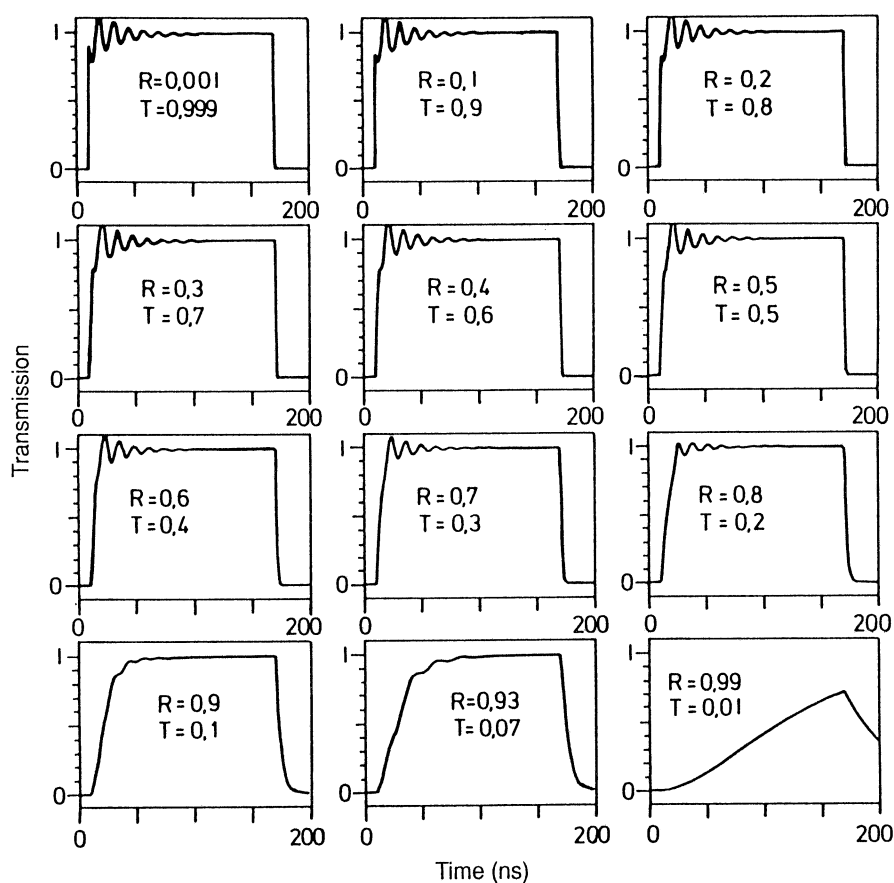 1
R=0,001
T=0,999
0
0
200
1
R=0,1
T=0,9
0
0
200
1
R=0,2
T=0,8
0
0
200
1
R=0,3
T=0,7
0
0
200
1
R=0,4
T=0,6
0
0
200
1
R=0,5
T=0,5
0
0
200
Transmission
1
R=0,6
T=0,4
0
0
200
1
R=0,7
T=0,3
0
0
200
1
R=0,8
T=0,2
0
0
200
1
R=0,9
T=0,1
0
0
200
1
R=0,93
T=0,07
0
0
200
1
R=0,99
T=0,01
0
0
200
Time (ns)